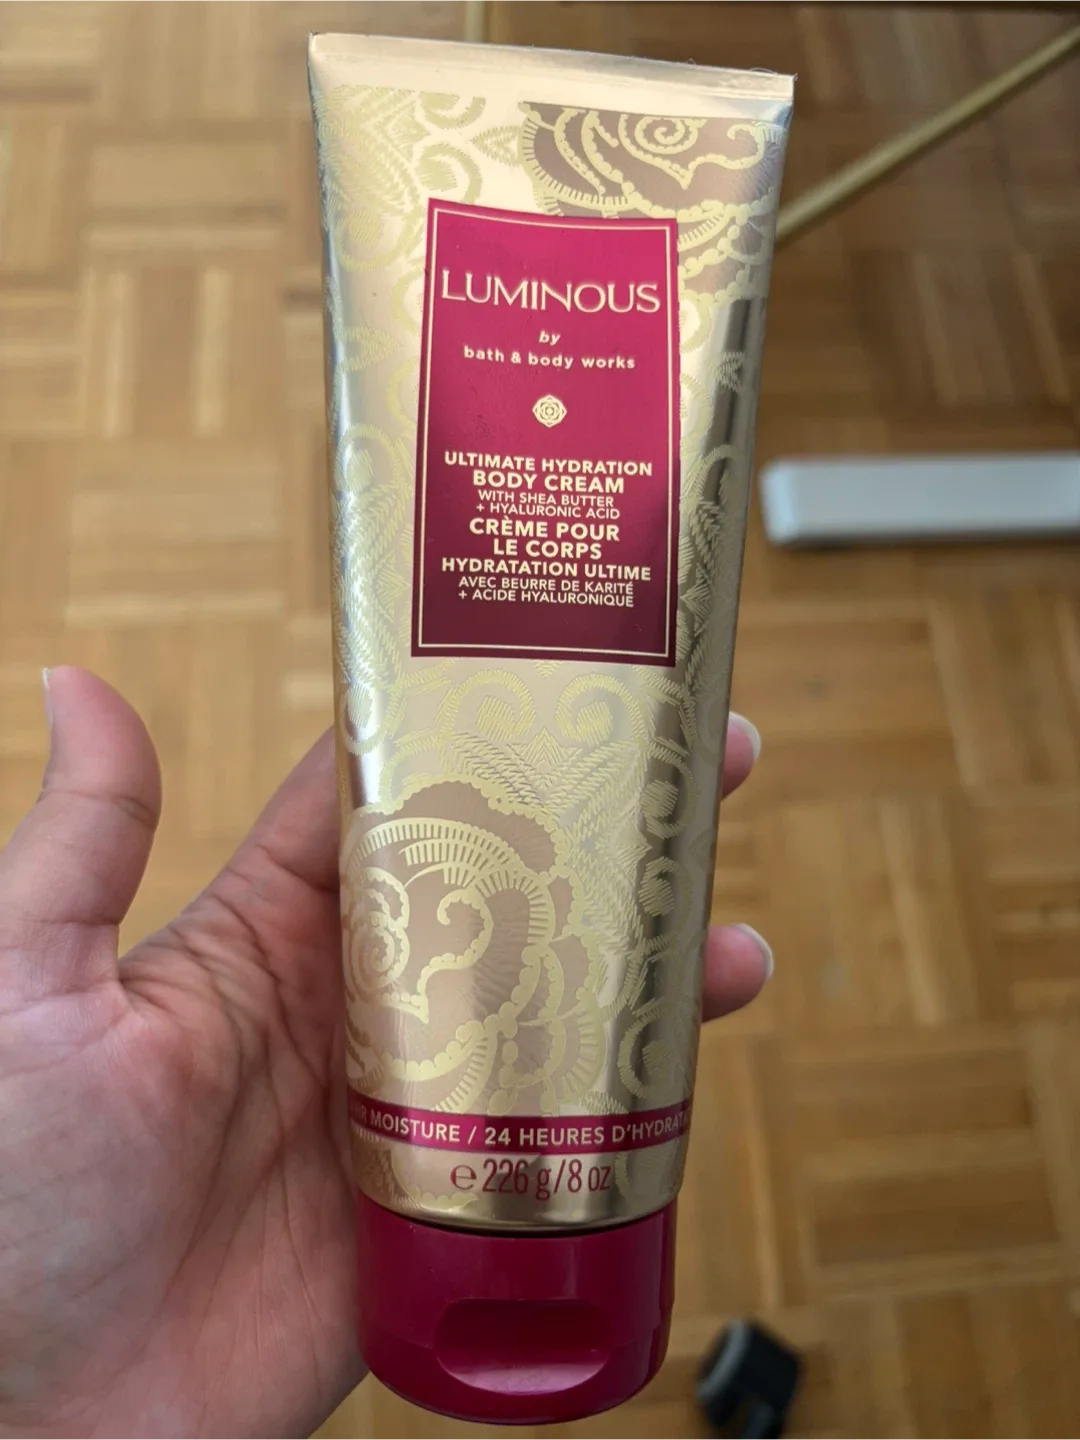 LUMINOUS
by
bath & body works
ULTIMATE HYDRATION
BODY CREAM
WITH SHEA BUTTER
+ HYALURONIC ACID
CRÈME POUR
LE CORPS
HYDRATATION ULTIME
AVEC BEURRE DE KARITÉ
+ ACIDE HYALURONIQUE
MOISTURE / 24 HEURES D'HYDRATA
℮ 226 g/8 oz